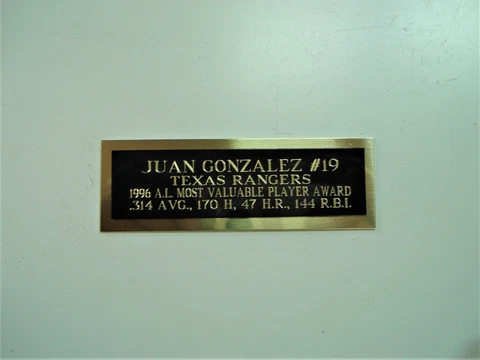 JUAN GONZALEZ #19
TEXAS RANGERS
1996 A.L. MOST VALUABLE PLAYER AWARD
.314 AVG., 170 H, 47 H.R., 144 R.B.I.